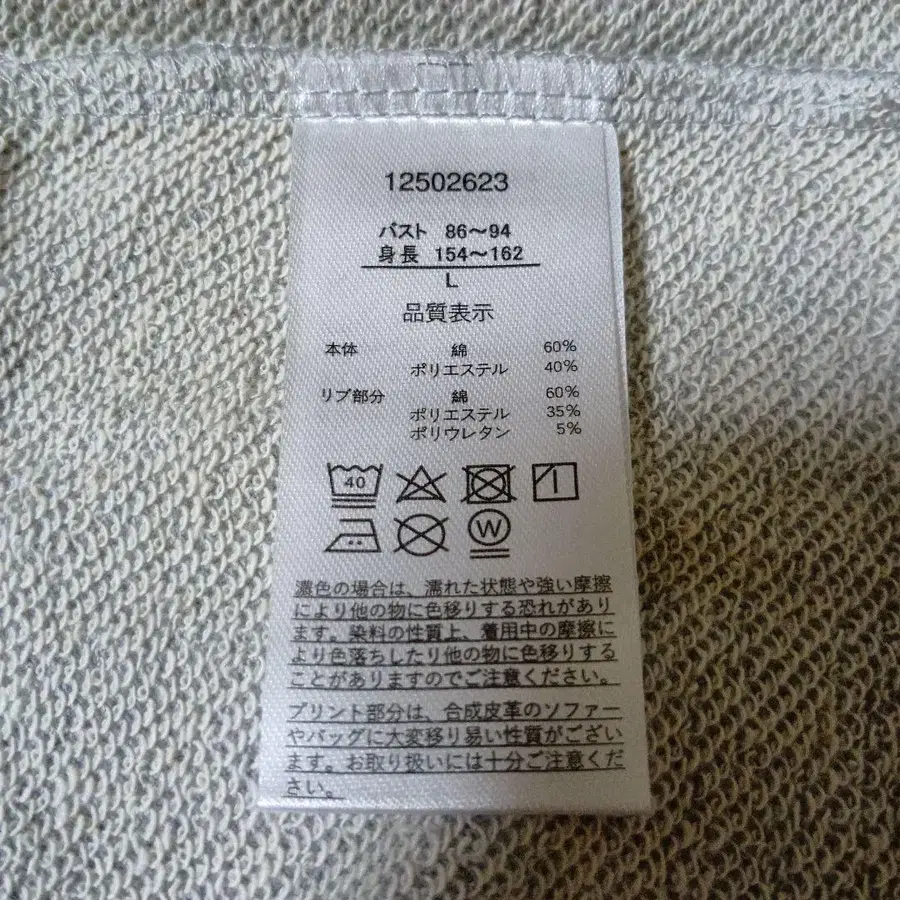 12502623
バスト 86～94
身長 154～162
L
品質表示
本体 綿 60%
ポリエステル 40%
リブ部分 綿 60%
ポリエステル 35%
ポリウレタン 5%
40
W
濃色の場合は、濡れた状態や強い摩擦
により他の物に色移りする恐れがあり
ます。染料の性質上、着用中の摩擦に
より色落ちしたり他の物に色移りする
ことがありますのでご注意ください。
プリント部分は、合成皮革のソファー
やバッグに大変移り易い性質がござい
ます。お取り扱いには十分ご注意くだ
さい。